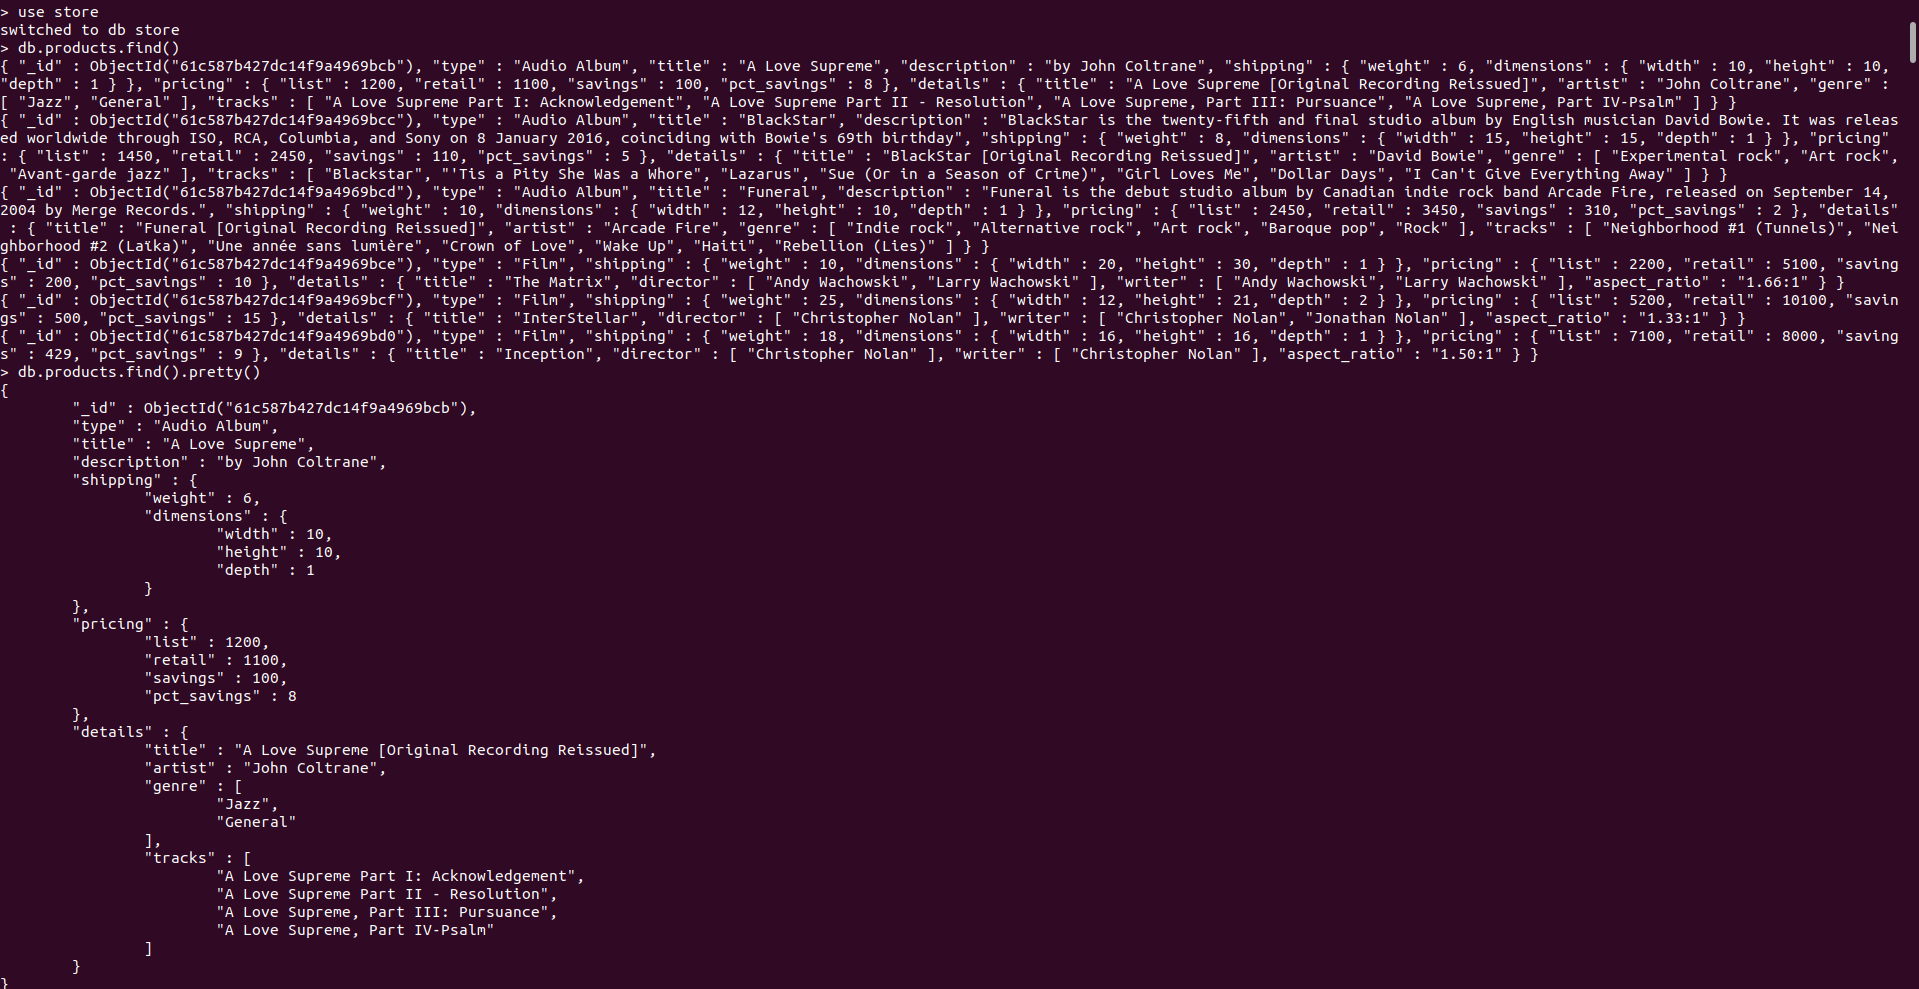 > use store
switched to db store
> db.products.find()
{ "_id" : ObjectId("61c587b427dc14f9a4969bcb"), "type" : "Audio Album", "title" : "A Love Supreme", "description" : "by John Coltrane", "shipping" : { "weight" : 6, "dimensions" : { "width" : 10, "height" : 10,
"depth" : 1 } }, "pricing" : { "list" : 1200, "retail" : 1100, "savings" : 100, "pct_savings" : 8 }, "details" : { "title" : "A Love Supreme [Original Recording Reissued]", "artist" : "John Coltrane", "genre" :
[ "Jazz", "General" ], "tracks" : [ "A Love Supreme Part I: Acknowledgement", "A Love Supreme Part II - Resolution", "A Love Supreme, Part III: Pursuance", "A Love Supreme, Part IV-Psalm" ] } }
{ "_id" : ObjectId("61c587b427dc14f9a4969bcc"), "type" : "Audio Album", "title" : "BlackStar", "description" : "BlackStar is the twenty-fifth and final studio album by English musician David Bowie. It was releas
ed worldwide through ISO, RCA, Columbia, and Sony on 8 January 2016, coinciding with Bowie's 69th birthday", "shipping" : { "weight" : 8, "dimensions" : { "width" : 15, "height" : 15, "depth" : 1 } }, "pricing"
: { "list" : 1450, "retail" : 2450, "savings" : 110, "pct_savings" : 5 }, "details" : { "title" : "BlackStar [Original Recording Reissued]", "artist" : "David Bowie", "genre" : [ "Experimental rock", "Art rock",
"Avant-garde jazz" ], "tracks" : [ "Blackstar", "'Tis a Pity She Was a Whore", "Lazarus", "Sue (Or in a Season of Crime)", "Girl Loves Me", "Dollar Days", "I Can't Give Everything Away" ] } }
{ "_id" : ObjectId("61c587b427dc14f9a4969bcd"), "type" : "Audio Album", "title" : "Funeral", "description" : "Funeral is the debut studio album by Canadian indie rock band Arcade Fire, released on September 14,
2004 by Merge Records.", "shipping" : { "weight" : 10, "dimensions" : { "width" : 12, "height" : 10, "depth" : 1 } }, "pricing" : { "list" : 2450, "retail" : 3450, "savings" : 310, "pct_savings" : 2 }, "details"
: { "title" : "Funeral [Original Recording Reissued]", "artist" : "Arcade Fire", "genre" : [ "Indie rock", "Alternative rock", "Art rock", "Baroque pop", "Rock" ], "tracks" : [ "Neighborhood #1 (Tunnels)", "Nei
ghborhood #2 (Laïka)", "Une année sans lumière", "Crown of Love", "Wake Up", "Haiti", "Rebellion (Lies)" ] } }
{ "_id" : ObjectId("61c587b427dc14f9a4969bce"), "type" : "Film", "shipping" : { "weight" : 10, "dimensions" : { "width" : 20, "height" : 30, "depth" : 1 } }, "pricing" : { "list" : 2200, "retail" : 5100, "saving
s" : 200, "pct_savings" : 10 }, "details" : { "title" : "The Matrix", "director" : [ "Andy Wachowski", "Larry Wachowski" ], "writer" : [ "Andy Wachowski", "Larry Wachowski" ], "aspect_ratio" : "1.66:1" } }
{ "_id" : ObjectId("61c587b427dc14f9a4969bcf"), "type" : "Film", "shipping" : { "weight" : 25, "dimensions" : { "width" : 12, "height" : 21, "depth" : 2 } }, "pricing" : { "list" : 5200, "retail" : 10100, "savin
gs" : 500, "pct_savings" : 15 }, "details" : { "title" : "InterStellar", "director" : [ "Christopher Nolan" ], "writer" : [ "Christopher Nolan", "Jonathan Nolan" ], "aspect_ratio" : "1.33:1" } }
{ "_id" : ObjectId("61c587b427dc14f9a4969bd0"), "type" : "Film", "shipping" : { "weight" : 18, "dimensions" : { "width" : 16, "height" : 16, "depth" : 1 } }, "pricing" : { "list" : 7100, "retail" : 8000, "saving
s" : 429, "pct_savings" : 9 }, "details" : { "title" : "Inception", "director" : [ "Christopher Nolan" ], "writer" : [ "Christopher Nolan" ], "aspect_ratio" : "1.50:1" } }
> db.products.find().pretty()
{
"_id" : ObjectId("61c587b427dc14f9a4969bcb"),
"type" : "Audio Album",
"title" : "A Love Supreme",
"description" : "by John Coltrane",
"shipping" : {
"weight" : 6,
"dimensions" : {
"width" : 10,
"height" : 10,
"depth" : 1
}
},
"pricing" : {
"list" : 1200,
"retail" : 1100,
"savings" : 100,
"pct_savings" : 8
},
"details" : {
"title" : "A Love Supreme [Original Recording Reissued]",
"artist" : "John Coltrane",
"genre" : [
"Jazz",
"General"
],
"tracks" : [
"A Love Supreme Part I: Acknowledgement",
"A Love Supreme Part II - Resolution",
"A Love Supreme, Part III: Pursuance",
"A Love Supreme, Part IV-Psalm"
]
}
}